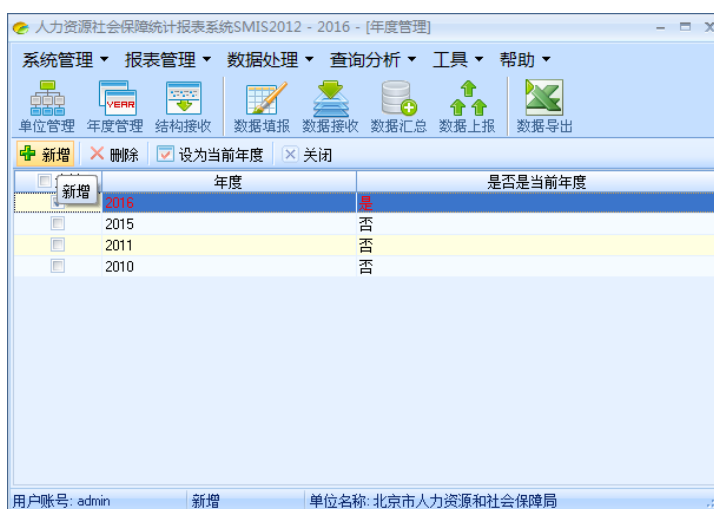 人力资源社会保障统计报表系统SMIS2012 - 2016 - [年度管理]
系统管理 报表管理 数据处理 查询分析 工具 帮助
YEAR
单位管理 年度管理 结构接收 数据填报 数据接收 数据汇总 数据上报 数据导出
新增 删除 设为当前年度 关闭
年度 是否是当前年度
新增
2016 是
2015 否
2011 否
2010 否
用户账号: admin 新增 单位名称: 北京市人力资源和社会保障局